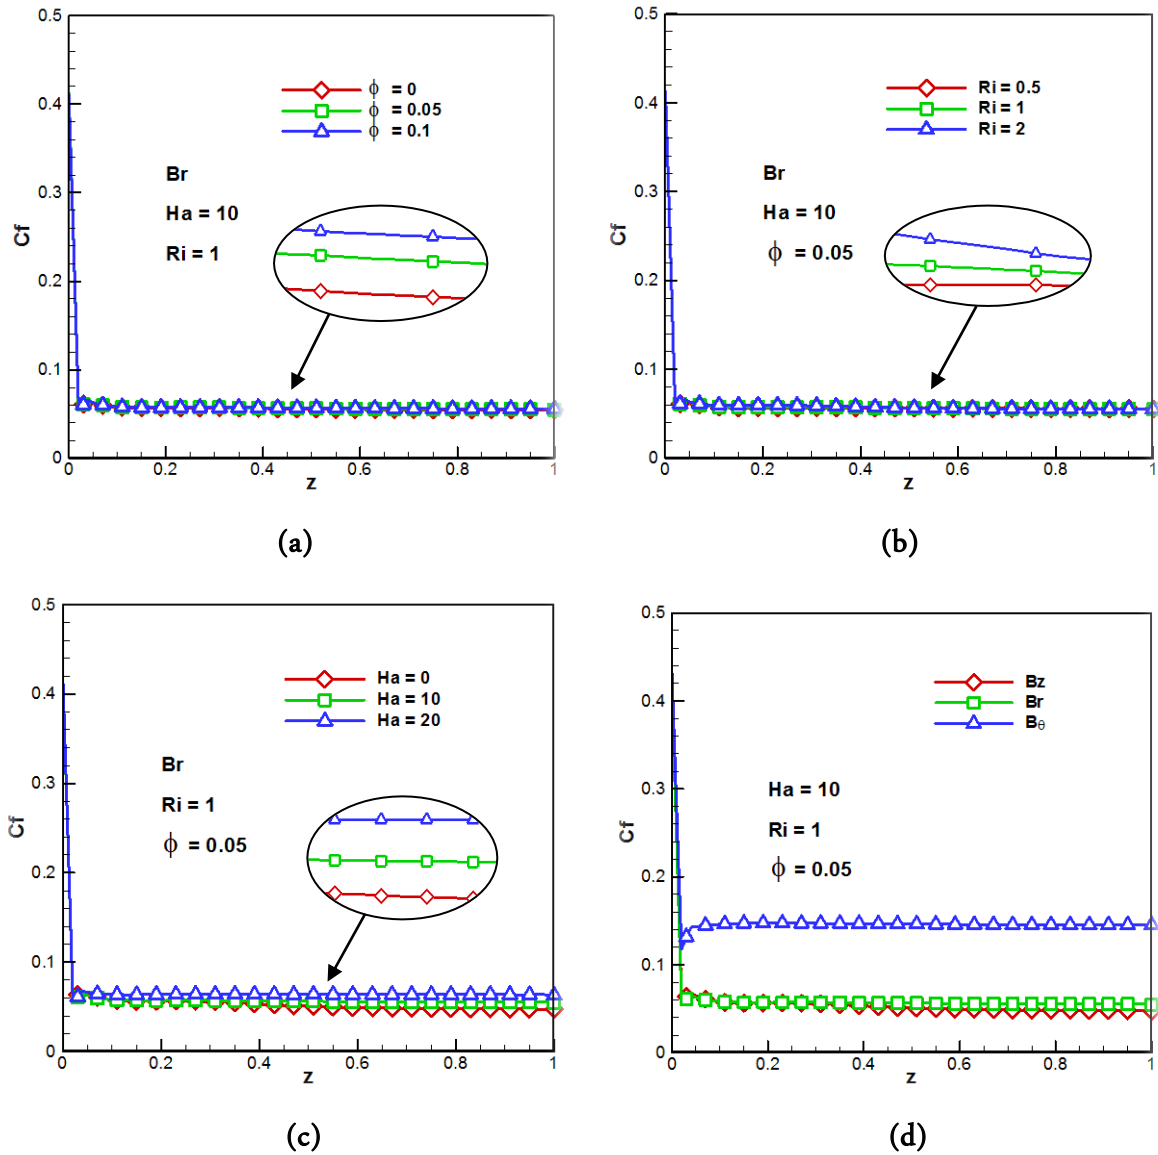 0.5
0.4
0.3
0.2
0.1
0
Cf
ϕ = 0
ϕ = 0.05
ϕ = 0.1
Br
Ha = 10
Ri = 1
0 0.2 0.4 0.6 0.8 1
z
(a)
0.5
0.4
0.3
0.2
0.1
0
Cf
Ri = 0.5
Ri = 1
Ri = 2
Br
Ha = 10
ϕ = 0.05
0 0.2 0.4 0.6 0.8 1
z
(b)
0.5
0.4
0.3
0.2
0.1
0
Cf
Ha = 0
Ha = 10
Ha = 20
Br
Ri = 1
ϕ = 0.05
0 0.2 0.4 0.6 0.8 1
z
(c)
0.5
0.4
0.3
0.2
0.1
0
Cf
Bz
Br
Bθ
Ha = 10
Ri = 1
ϕ = 0.05
0 0.2 0.4 0.6 0.8 1
z
(d)